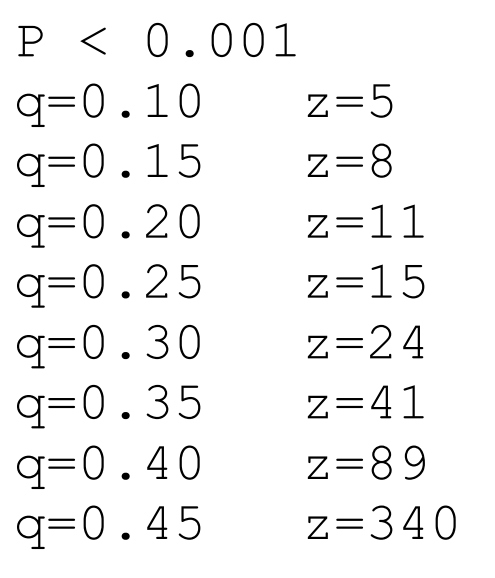 P < 0.001
q=0.10   z=5
q=0.15   z=8
q=0.20   z=11
q=0.25   z=15
q=0.30   z=24
q=0.35   z=41
q=0.40   z=89
q=0.45   z=340